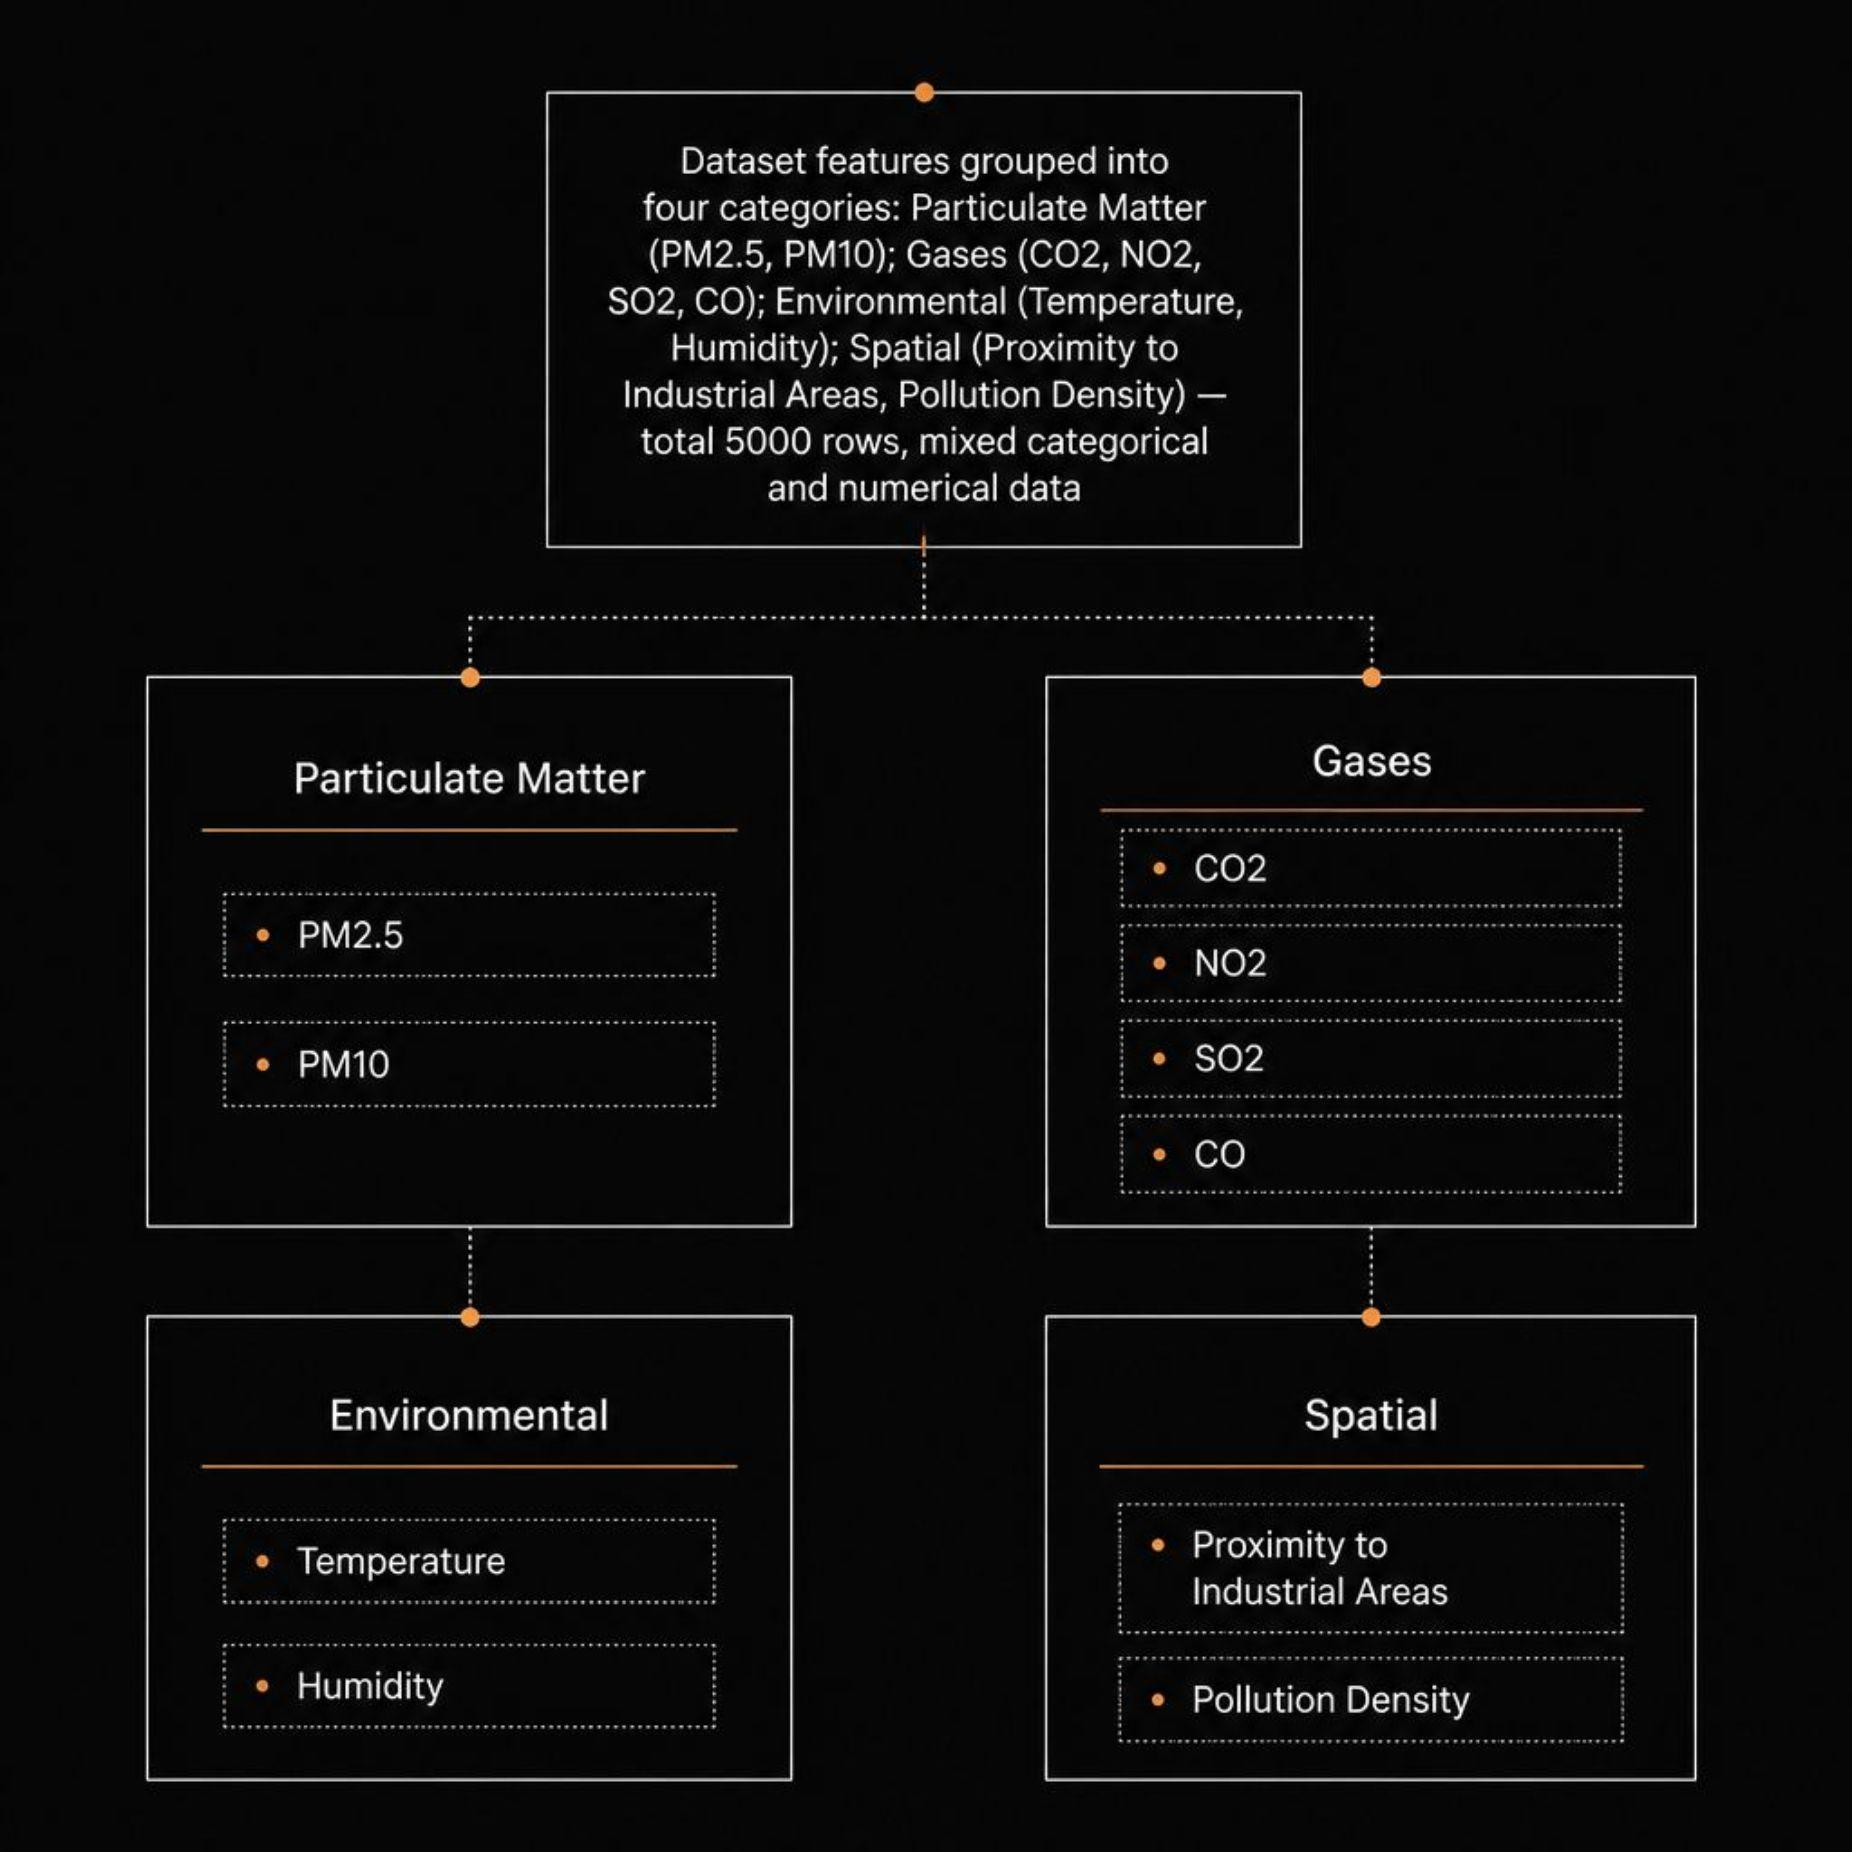 Dataset features grouped into
four categories: Particulate Matter
(PM2.5, PM10); Gases (CO2, NO2,
SO2, CO); Environmental (Temperature,
Humidity); Spatial (Proximity to
Industrial Areas, Pollution Density) —
total 5000 rows, mixed categorical
and numerical data
Particulate Matter
PM2.5
PM10
Gases
CO2
NO2
SO2
CO
Environmental
Temperature
Humidity
Spatial
Proximity to
Industrial Areas
Pollution Density